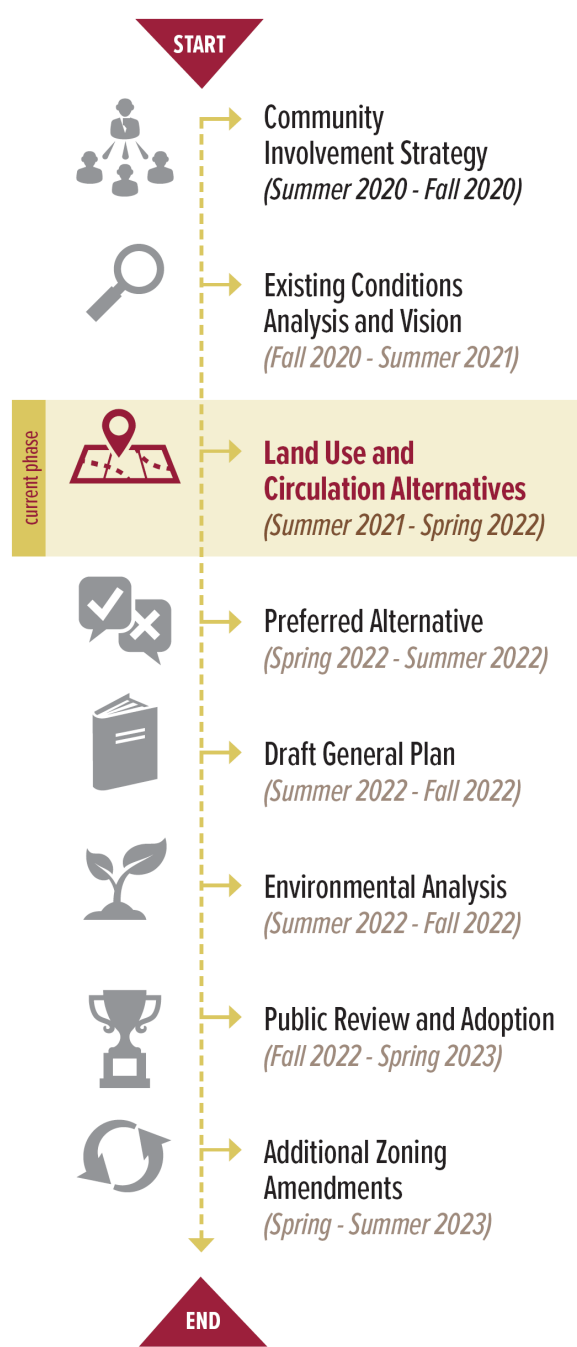 START
Community
Involvement Strategy
(Summer 2020 - Fall 2020)
Existing Conditions
Analysis and Vision
(Fall 2020 - Summer 2021)
current phase
Land Use and
Circulation Alternatives
(Summer 2021 - Spring 2022)
Preferred Alternative
(Spring 2022 - Summer 2022)
Draft General Plan
(Summer 2022 - Fall 2022)
Environmental Analysis
(Summer 2022 - Fall 2022)
Public Review and Adoption
(Fall 2022 - Spring 2023)
Additional Zoning
Amendments
(Spring - Summer 2023)
END